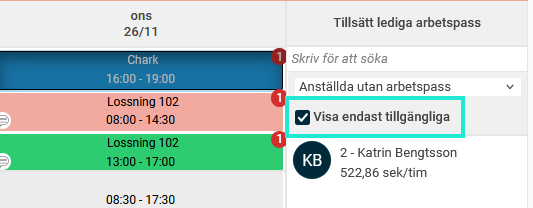 ons
26/11
Chark
1
16:00 - 19:00
Lossning 102
1
08:00 - 14:30
Lossning 102
1
13:00 - 17:00
08:30 - 17:30
Tillsätt lediga arbetspass
Skriv för att söka
Anställda utan arbetspass
Visa endast tillgängliga
KB
2 - Katrin Bengtsson
522,86 sek/tim